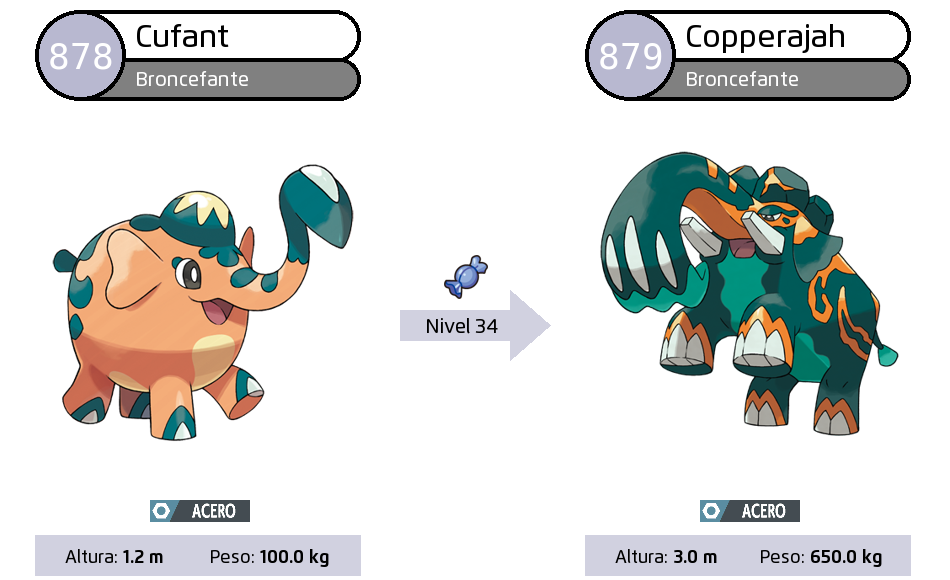 878
Cufant
Broncefante
879
Copperajah
Broncefante
Nivel 34
ACERO
ACERO
Altura: 1.2 m Peso: 100.0 kg
Altura: 3.0 m Peso: 650.0 kg